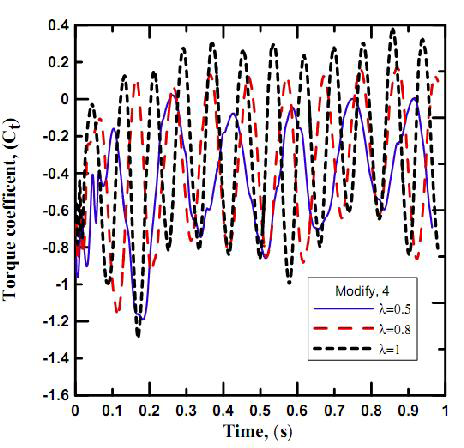 0.4
0.2
0
-0.2
-0.4
-0.6
-0.8
-1
-1.2
-1.4
-1.6
Torque coefficent, (Ct)
Modify, 4
λ=0.5
λ=0.8
λ=1
0 0.1 0.2 0.3 0.4 0.5 0.6 0.7 0.8 0.9 1
Time, (s)